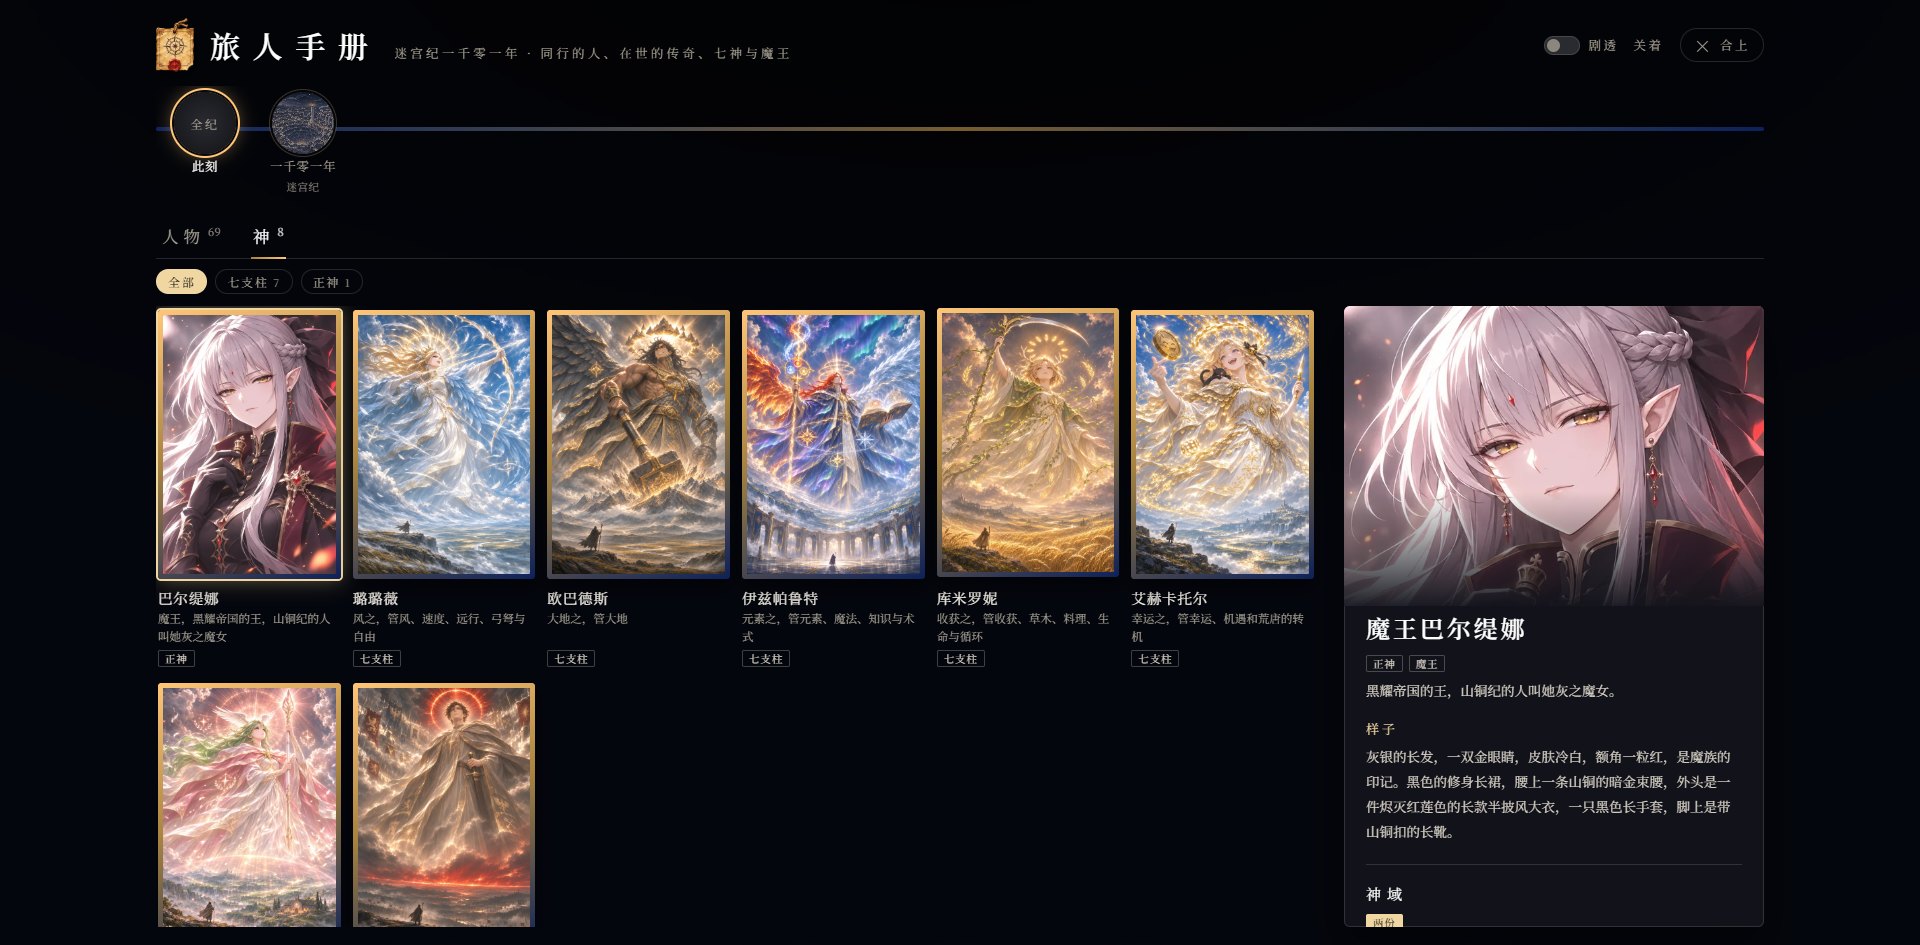 旅人手册
迷宫纪一千零一年 · 同行的人、在世的传奇、七神与魔王
剧透 关着
合上
全纪
此刻
一千零一年
迷宫纪
人物 69
神 8
全部
七支柱 7
正神 1
巴尔缇娜
魔王，黑耀帝国的王，山铜纪的人
叫她灰之魔女
正神
璐璐薇
风之，管风、速度、远行、弓弩与
自由
七支柱
欧巴德斯
大地之，管大地
七支柱
伊兹帕鲁特
元素之，管元素、魔法、知识与术
式
七支柱
库米罗妮
收获之，管收获、草木、料理、生
命与循环
七支柱
艾赫卡托尔
幸运之，管幸运、机遇和荒唐的转
机
七支柱
魔王巴尔缇娜
正神
魔王
黑耀帝国的王，山铜纪的人叫她灰之魔女。
样子
灰银的长发，一双金眼睛，皮肤冷白，额角一粒红，是魔族的
印记。黑色的修身长裙，腰上一条山铜的暗金束腰，外头是一
件烬灭红莲色的长款半披风大衣，一只黑色长手套，脚上是带
山铜扣的长靴。
神域
两份